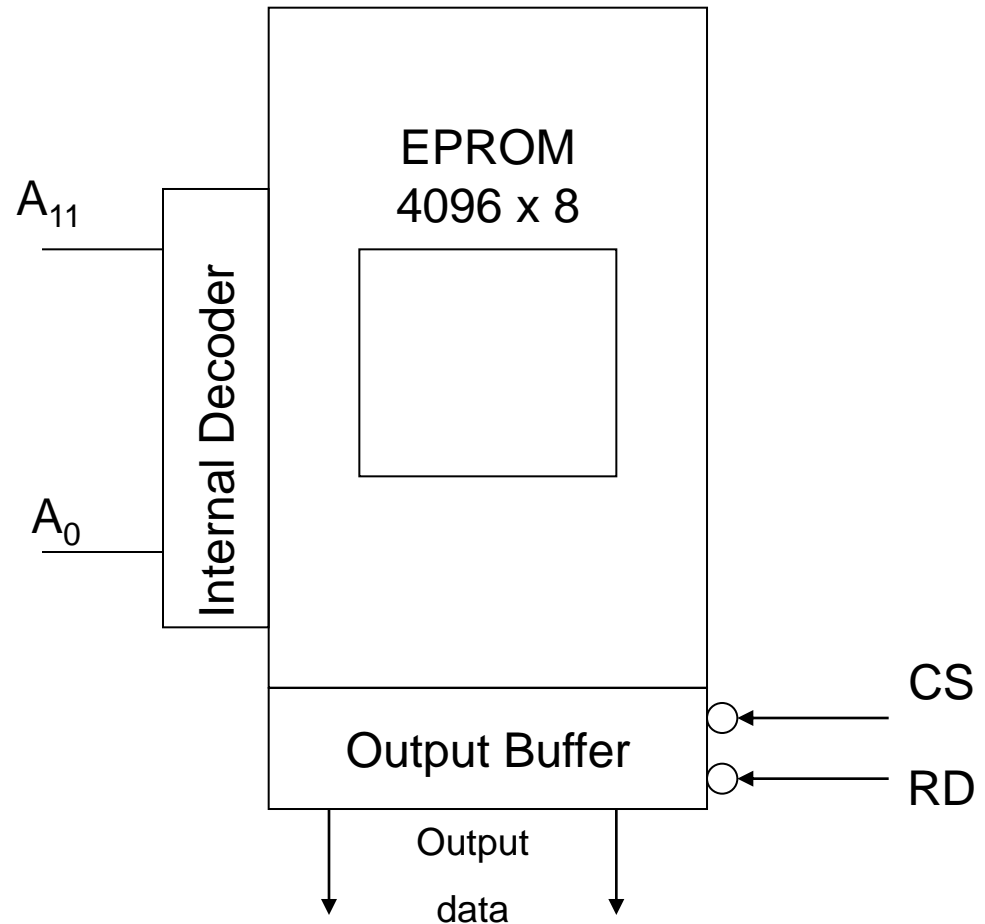 EPROM
4096 x 8
A₁₁
Internal Decoder
A₀
CS
Output Buffer
RD
Output
data